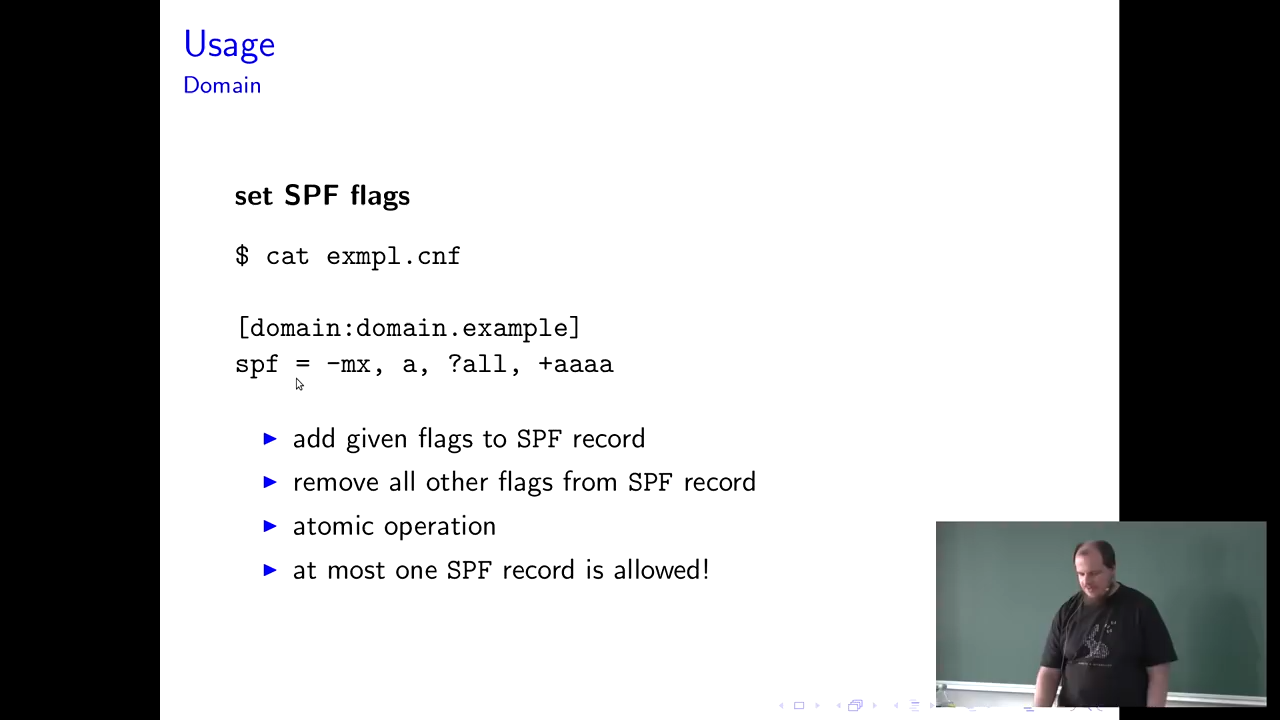 Usage
Domain
set SPF flags
$ cat exmpl.cnf
[domain:domain.example]
spf = -mx, a, ?all, +aaaa
add given flags to SPF record
remove all other flags from SPF record
atomic operation
at most one SPF record is allowed!